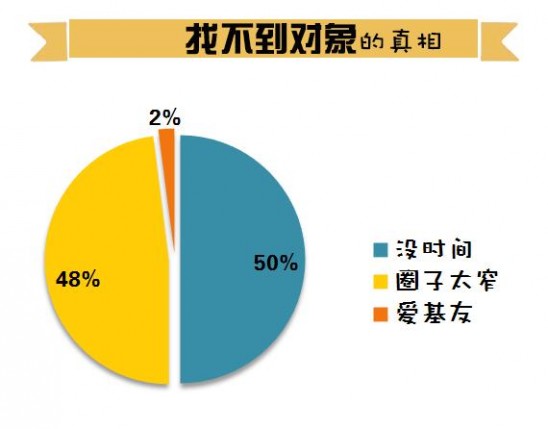 找不到对象的真相
2%
50%
48%
没时间
圈子太窄
爱基友